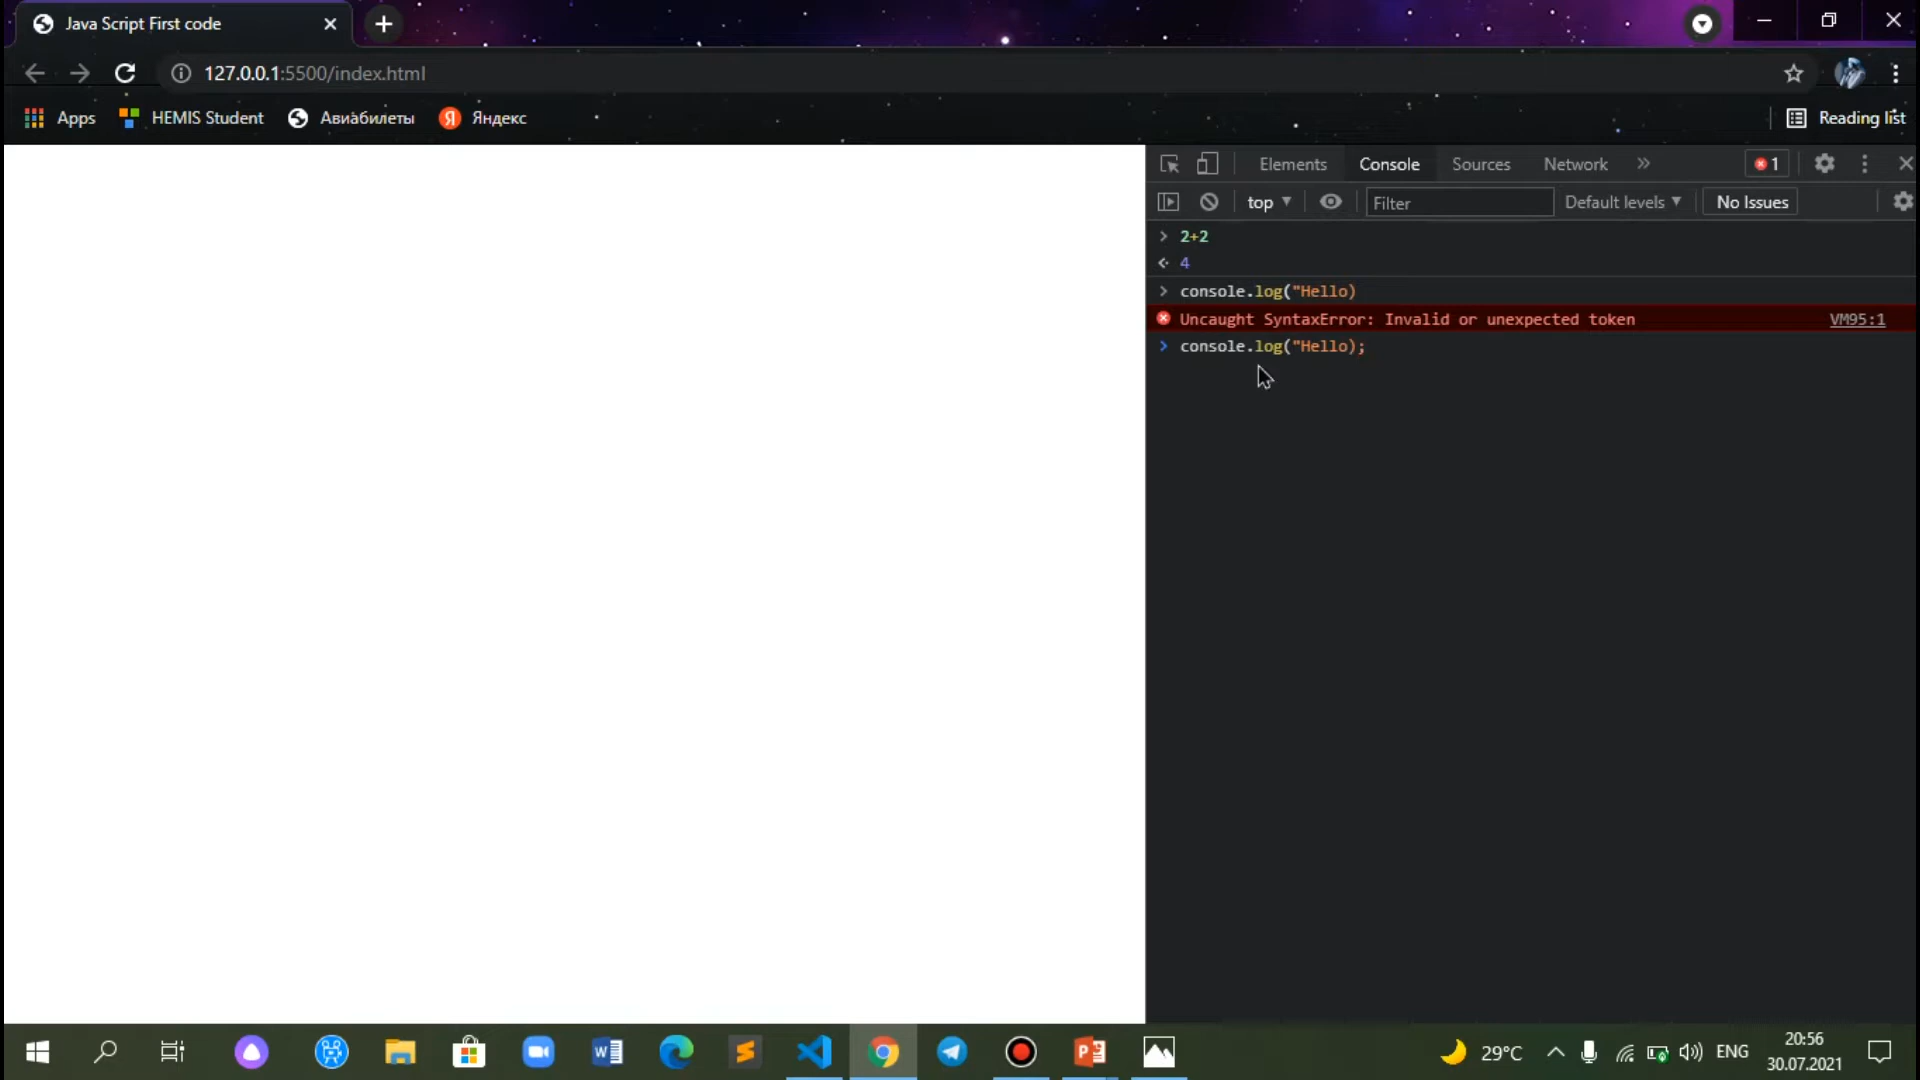 Java Script First code
127.0.0.1:5500/index.html
Apps HEMIS Student Авиабилеты Яндекс Reading list
Elements Console Sources Network 1
top Filter Default levels No Issues
2+2
4
console.log("Hello)
Uncaught SyntaxError: Invalid or unexpected token VM95:1
console.log("Hello);
29°C ENG 20:56
30.07.2021